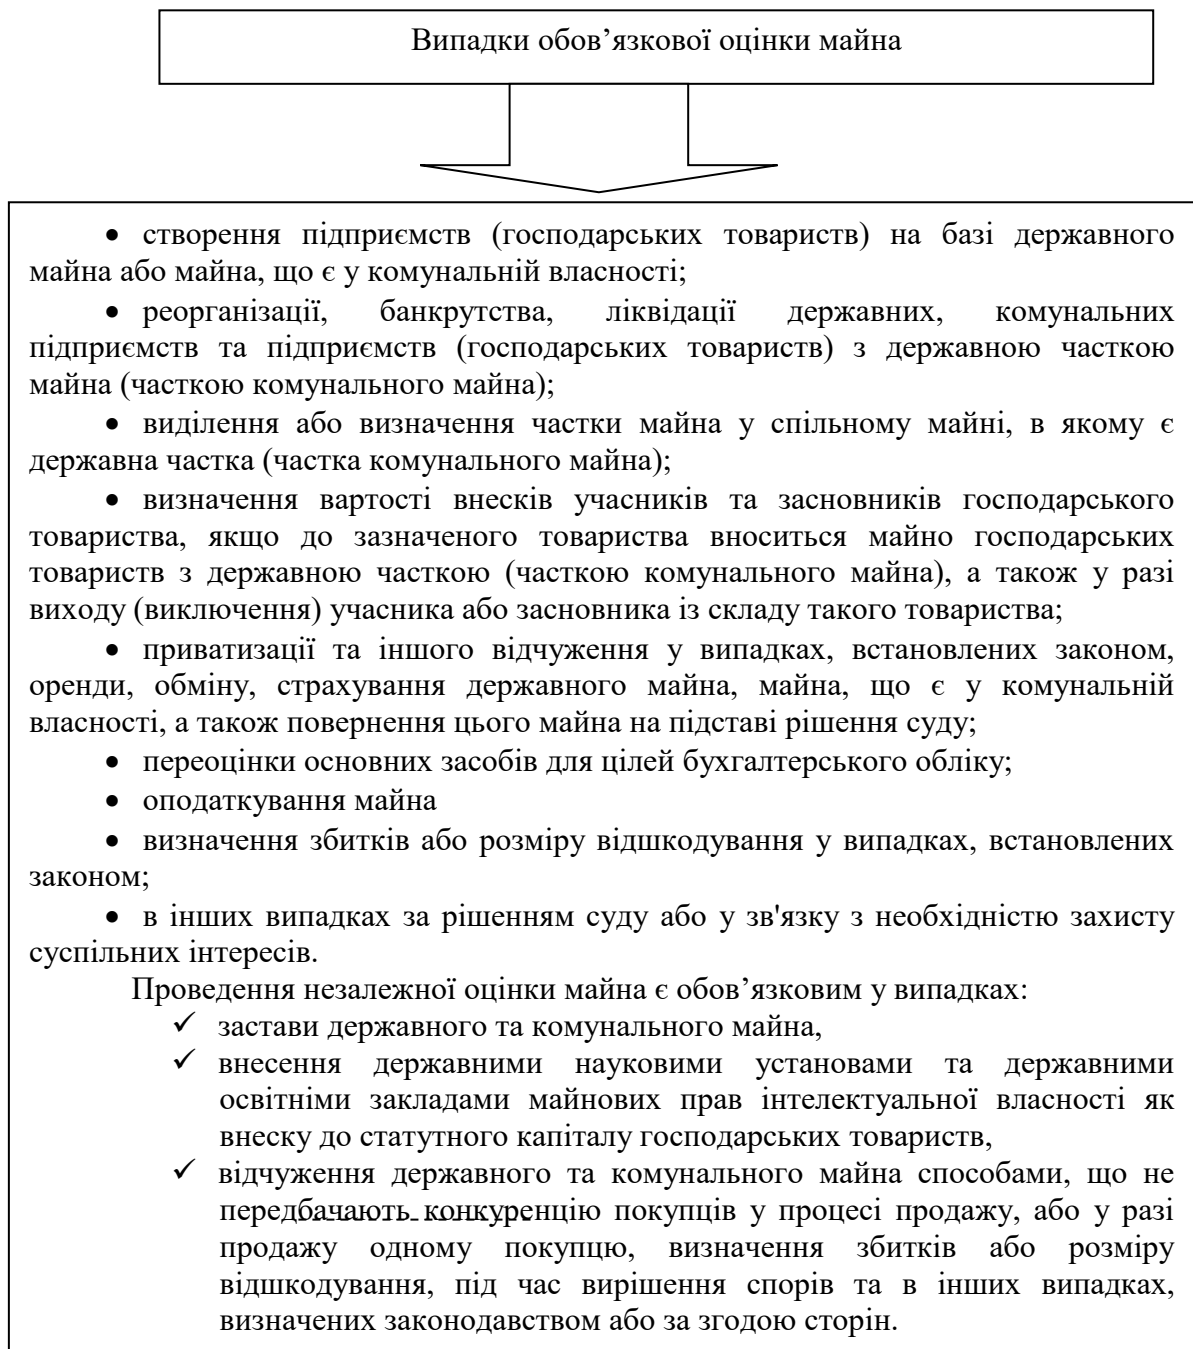 Випадки обов’язкової оцінки майна
• створення підприємств (господарських товариств) на базі державного
майна або майна, що є у комунальній власності;
• реорганізації, банкрутства, ліквідації державних, комунальних
підприємств та підприємств (господарських товариств) з державною часткою
майна (часткою комунального майна);
• виділення або визначення частки майна у спільному майні, в якому є
державна частка (частка комунального майна);
• визначення вартості внесків учасників та засновників господарського
товариства, якщо до зазначеного товариства вноситься майно господарських
товариств з державною часткою (часткою комунального майна), а також у разі
виходу (виключення) учасника або засновника із складу такого товариства;
• приватизації та іншого відчуження у випадках, встановлених законом,
оренди, обміну, страхування державного майна, майна, що є у комунальній
власності, а також повернення цього майна на підставі рішення суду;
• переоцінки основних засобів для цілей бухгалтерського обліку;
• оподаткування майна
• визначення збитків або розміру відшкодування у випадках, встановлених
законом;
• в інших випадках за рішенням суду або у зв'язку з необхідністю захисту
суспільних інтересів.
Проведення незалежної оцінки майна є обов’язковим у випадках:
✓ застави державного та комунального майна,
✓ внесення державними науковими установами та державними
освітніми закладами майнових прав інтелектуальної власності як
внеску до статутного капіталу господарських товариств,
✓ відчуження державного та комунального майна способами, що не
передбачають конкуренцію покупців у процесі продажу, або у разі
продажу одному покупцю, визначення збитків або розміру
відшкодування, під час вирішення спорів та в інших випадках,
визначених законодавством або за згодою сторін.